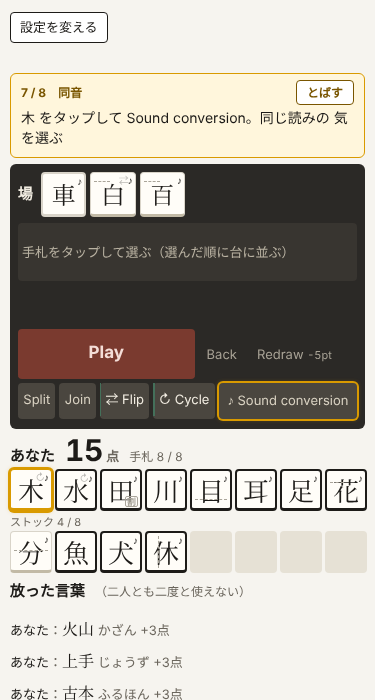 設定を変える
7 / 8 同音 とばす
木 をタップして Sound conversion。同じ読みの 気
を選ぶ
場 車 白 百
手札をタップして選ぶ（選んだ順に台に並ぶ）
Play Back Redraw -5pt
Split Join ⇄ Flip ↻ Cycle ♪ Sound conversion
あなた 15 点 手札 8 / 8
木 水 田 川 目 耳 足 花
ストック 4 / 8
分 魚 犬 休
放った言葉 （二人とも二度と使えない）
あなた：火山 かざん +3点
あなた：上手 じょうず +3点
あなた：古本 ふるほん +3点